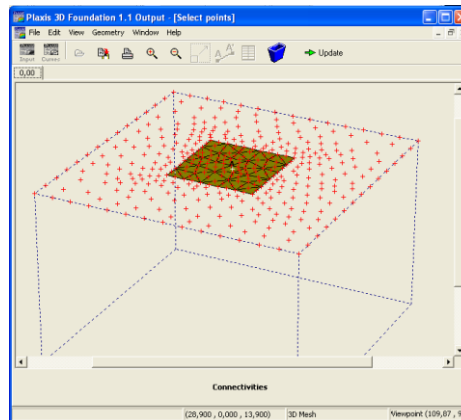 Plaxis 3D Foundation 1.1 Output - [Select points]
File Edit View Geometry Window Help
Input Curves Update
0,00
Connectivities
(28,900 , 0,000 , 13,900) 3D Mesh Viewpoint (109,87 , 9